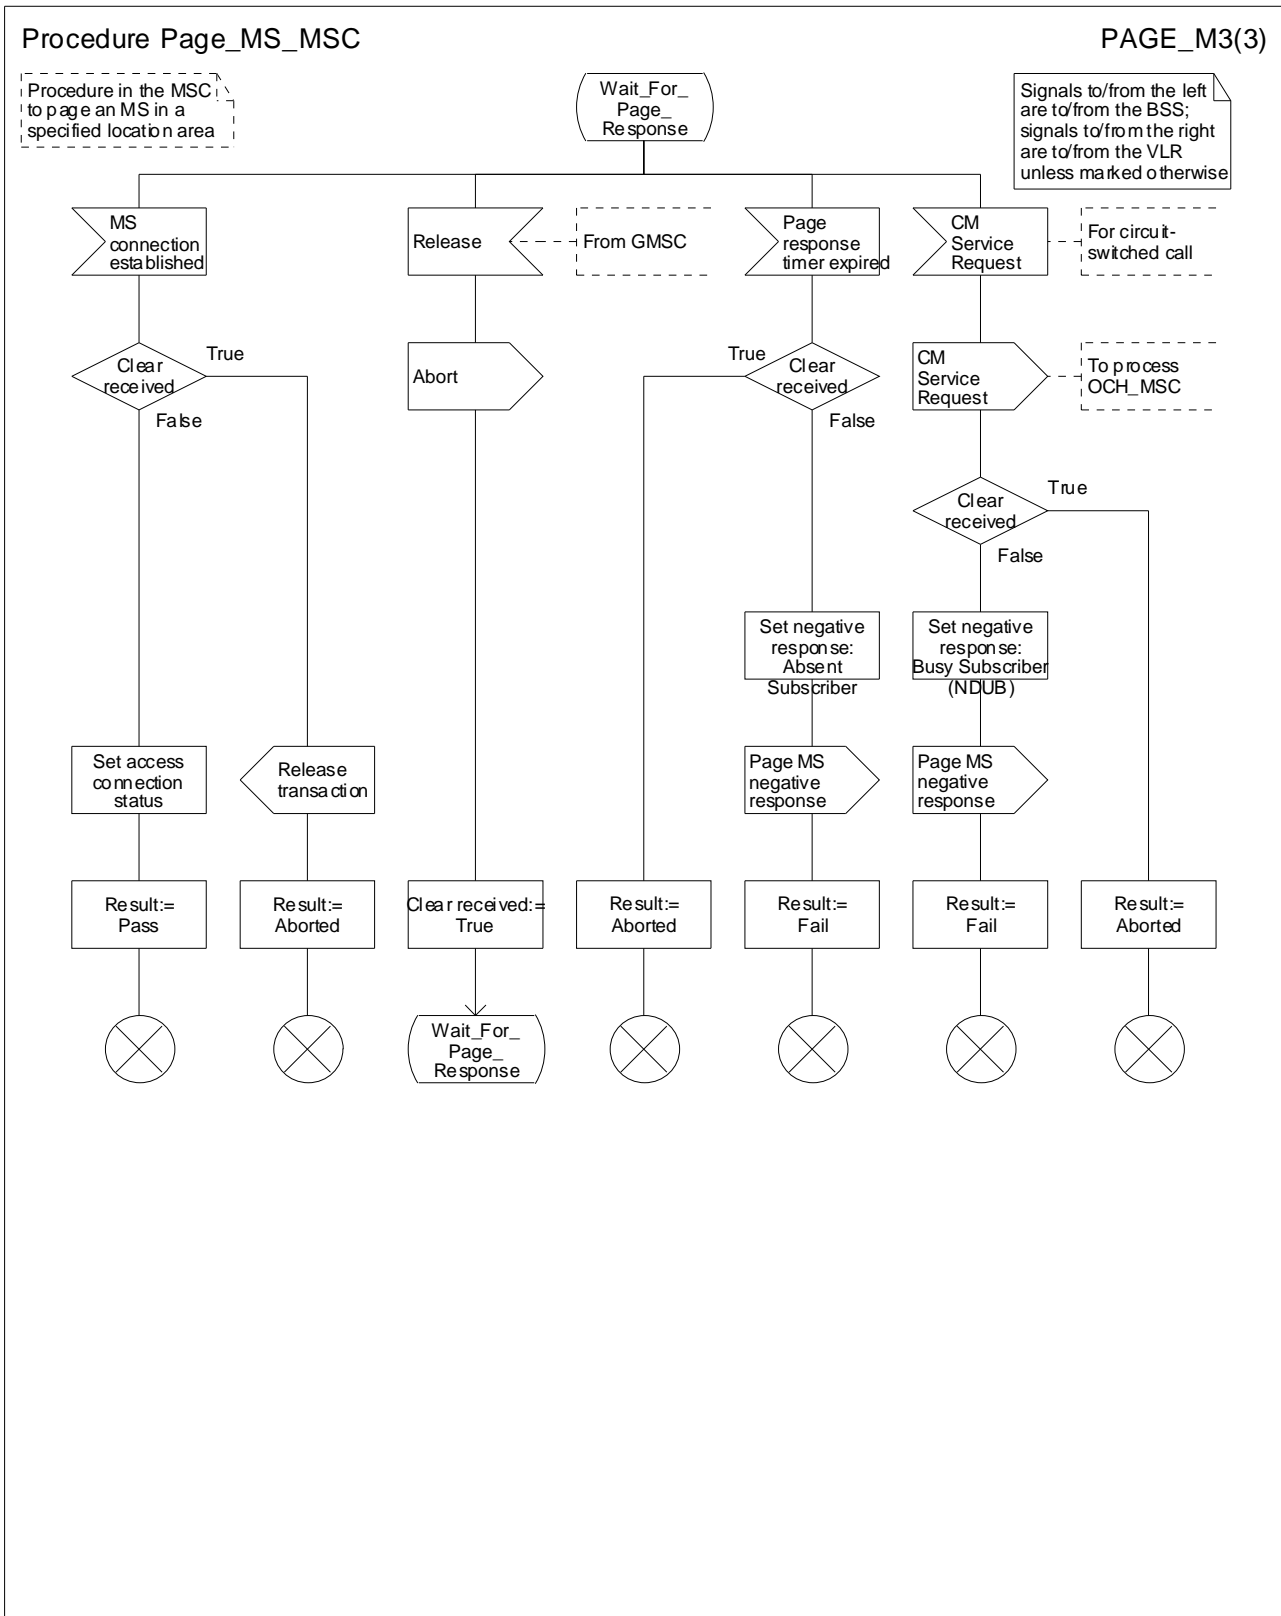 Procedure Page_MS_MSC
PAGE_M3(3)
Procedure in the MSC
to page an MS in a
specified location area
Wait_For_
Page_
Response
Signals to/from the left
are to/from the BSS;
signals to/from the right
are to/from the VLR
unless marked otherwise
MS
connection
established
Release
From GMSC
Page
response
timer expired
CM
Service
Request
For circuit-
switched call
Clear
received
True
False
Abort
True
Clear
received
False
CM
Service
Request
To process
OCH_MSC
Clear
received
True
False
Set negative
response:
Absent
Subscriber
Set negative
response:
Busy Subscriber
(NDUB)
Set access
connection
status
Release
transaction
Page MS
negative
response
Page MS
negative
response
Result:=
Pass
Result:=
Aborted
Clear received:=
True
Result:=
Aborted
Result:=
Fail
Result:=
Fail
Result:=
Aborted
Wait_For_
Page_
Response